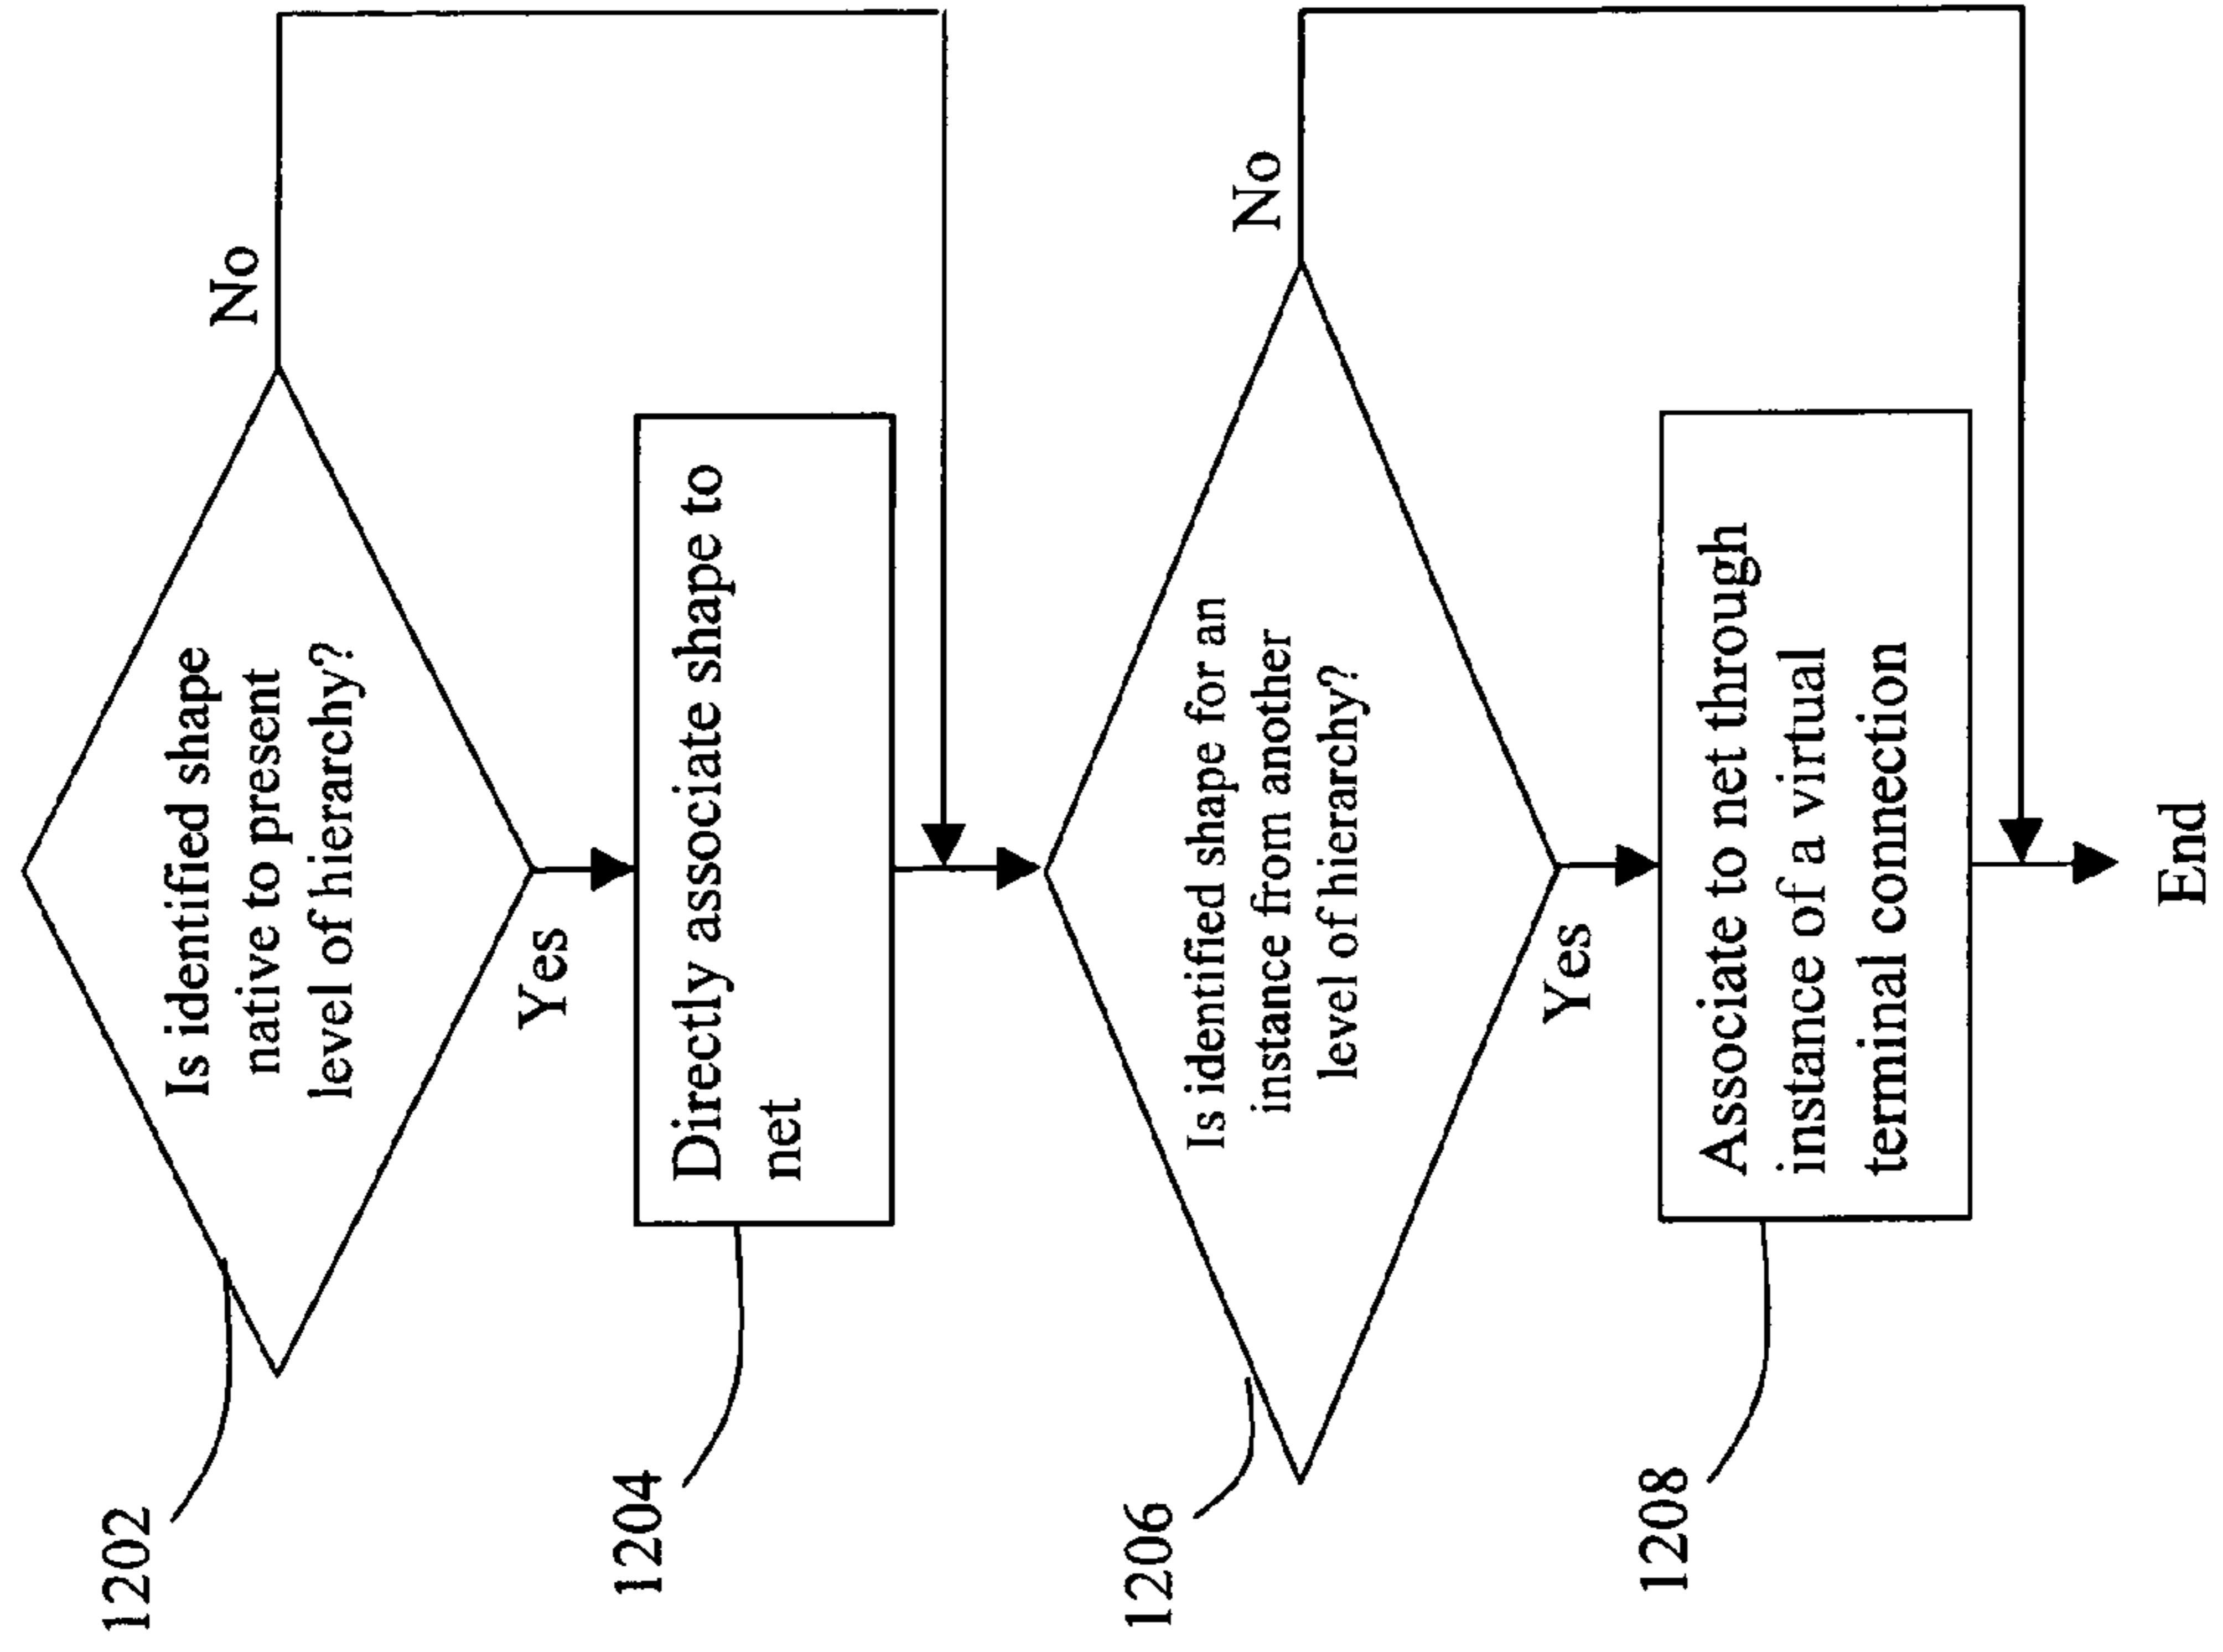 1202
Is identified shape
native to present
level of hierarchy?
No
Yes
1204
Directly associate shape to
net
1206
Is identified shape for an
instance from another
level of hierarchy?
No
Yes
1208
Associate to net through
instance of a virtual
terminal connection
End